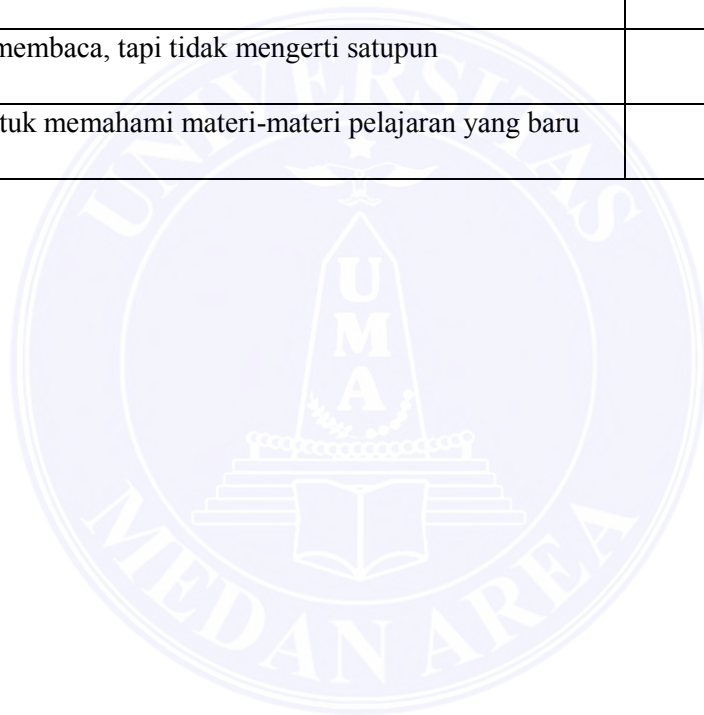 membaca, tapi tidak mengerti satupun
tuk memahami materi-materi pelajaran yang baru
UNIVERSITAS
UMA
MEDAN AREA